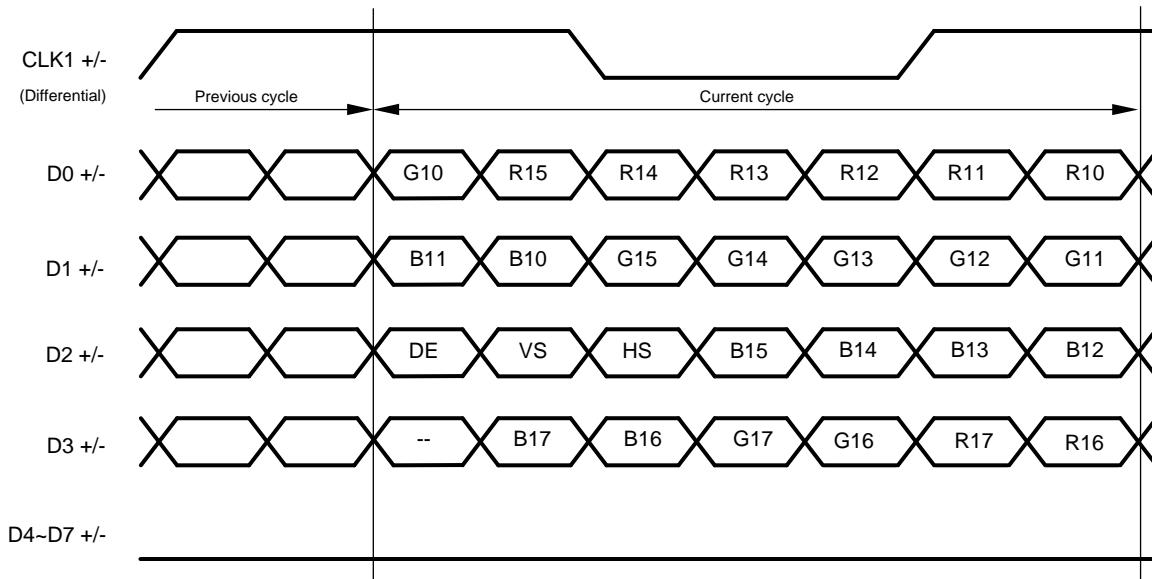 CLK1 +/-
(Differential)
Previous cycle
Current cycle
D0 +/-
G10 R15 R14 R13 R12 R11 R10
D1 +/-
B11 B10 G15 G14 G13 G12 G11
D2 +/-
DE VS HS B15 B14 B13 B12
D3 +/-
-- B17 B16 G17 G16 R17 R16
D4~D7 +/-